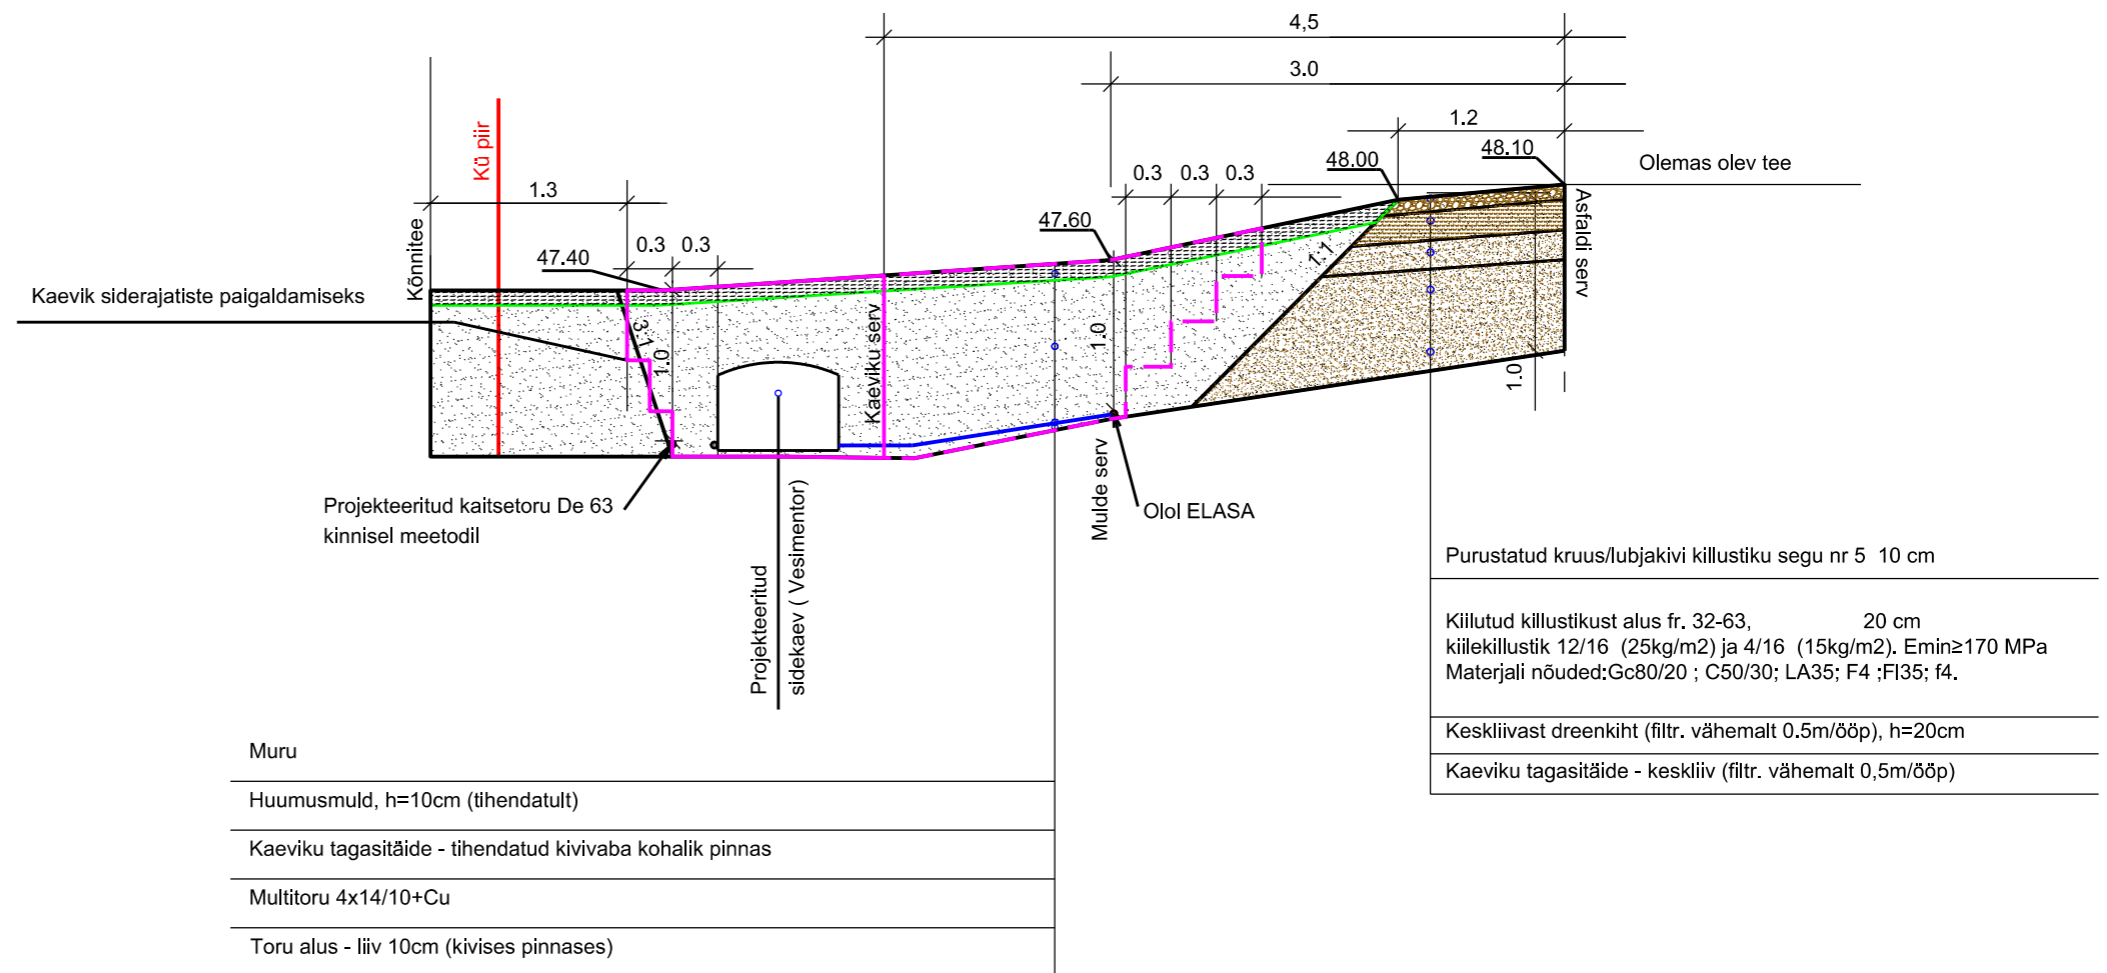 4,5
3.0
1.2
48.10
48.00
Olemas olev tee
0.3
0.3
0.3
Kü piir
1.3
Kõnnitee
47.60
Asfaldi serv
0.3
0.3
47.40
1:1
Kaevik siderajatiste paigaldamiseks
3:1
1.0
Kaeviku serv
1.0
1.0
Projekteeritud kaitsetoru De 63
kinnisel meetodil
Mulde serv
Olol ELASA
Projekteeritud
sidekaev ( Vesimentor)
Purustatud kruus/lubjakivi killustiku segu nr 5 10 cm
Kiilutud killustikust alus fr. 32-63, 20 cm
kiilekillustik 12/16 (25kg/m2) ja 4/16 (15kg/m2). Emin≥170 MPa
Materjali nõuded:Gc80/20 ; C50/30; LA35; F4 ;FI35; f4.
Keskliivast dreenkiht (filtr. vähemalt 0.5m/ööp), h=20cm
Kaeviku tagasitäide - keskliiv (filtr. vähemalt 0,5m/ööp)
Muru
Huumusmuld, h=10cm (tihendatult)
Kaeviku tagasitäide - tihendatud kivivaba kohalik pinnas
Multitoru 4x14/10+Cu
Toru alus - liiv 10cm (kivises pinnases)